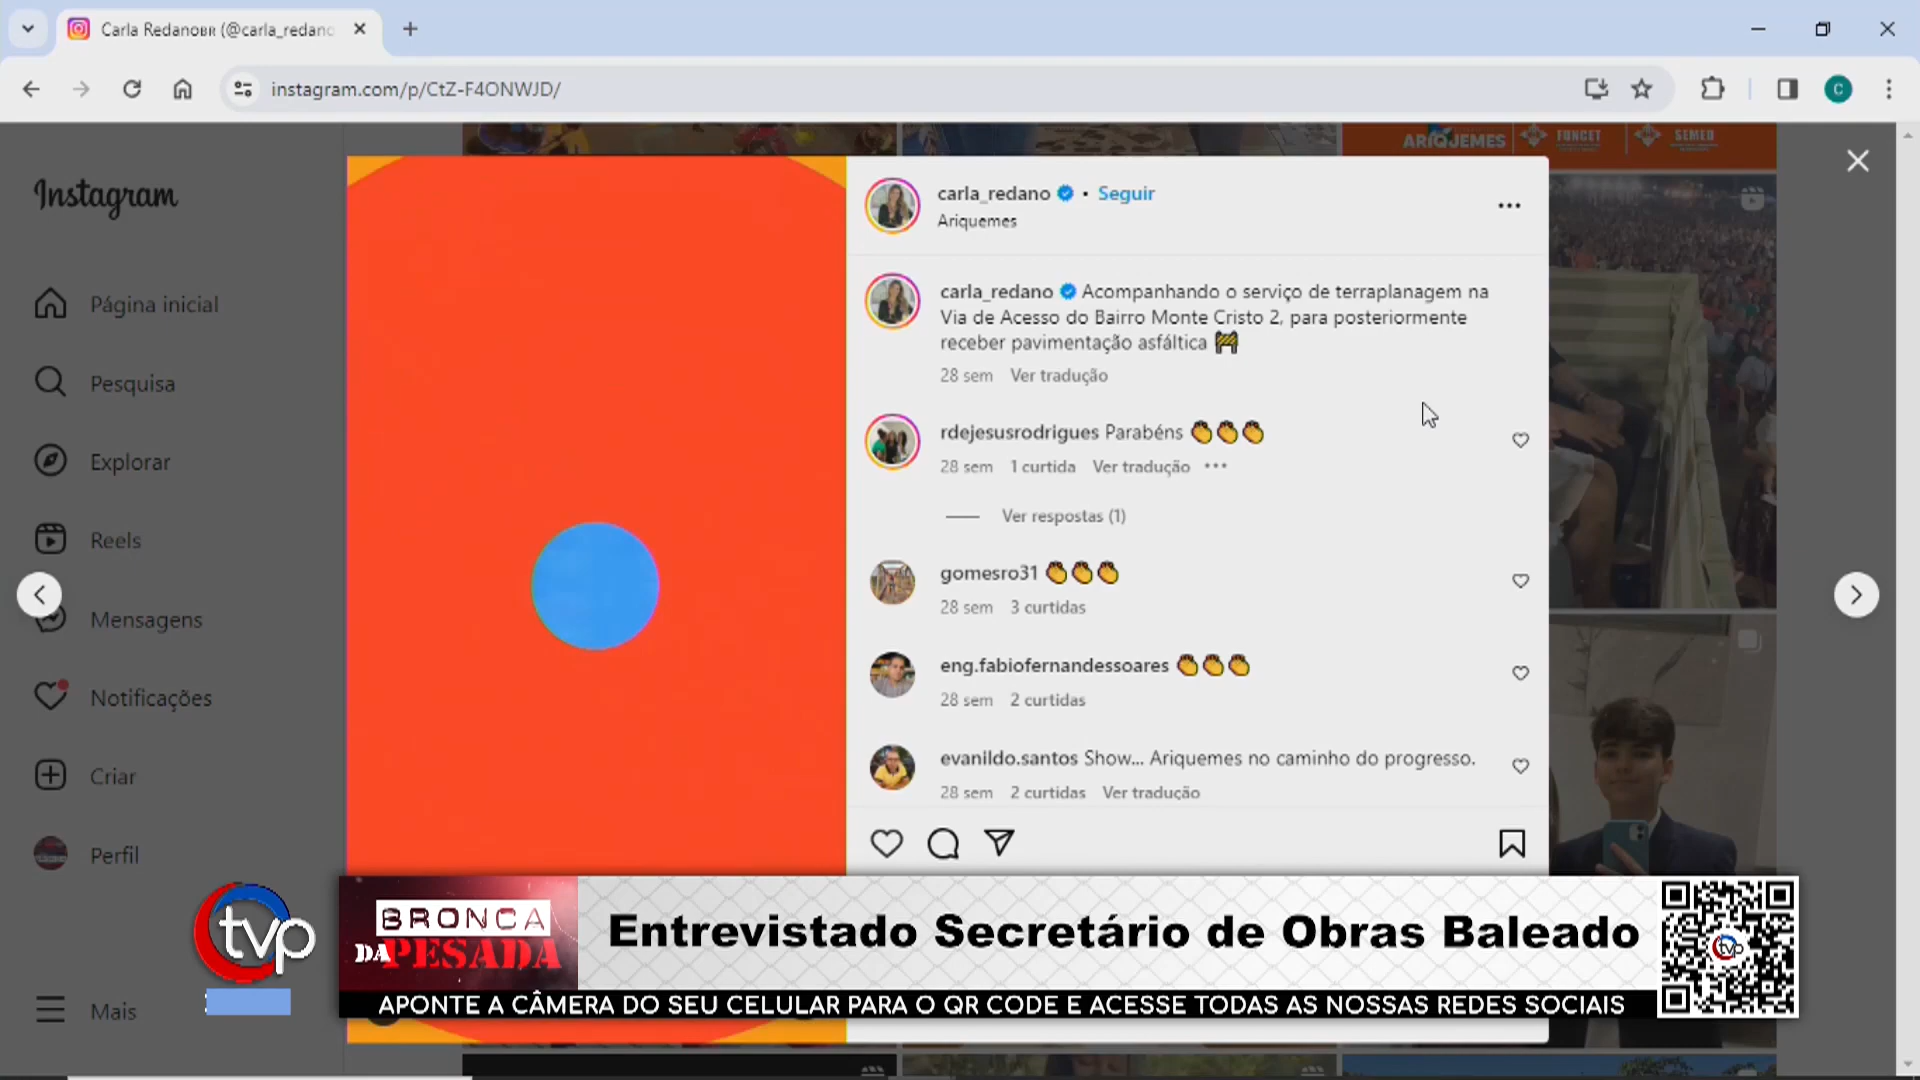 Carla Redanoʙʀ (@carla_redano
instagram.com/p/CtZ-F4ONWJD/
C
ARIQUEMES
FUNCET
SEMED
Instagram
Página inicial
Pesquisa
Explorar
Reels
Mensagens
Notificações
Criar
Perfil
Mais
carla_redano • Seguir
Ariquemes
carla_redano Acompanhando o serviço de terraplanagem na
Via de Acesso do Bairro Monte Cristo 2, para posteriormente
receber pavimentação asfáltica 🚧
28 sem Ver tradução
rdejesusrodrigues Parabéns 👏👏👏
28 sem 1 curtida Ver tradução •••
Ver respostas (1)
gomesro31 👏👏👏
28 sem 3 curtidas
eng.fabiofernandessoares 👏👏👏
28 sem 2 curtidas
evanildo.santos Show... Ariquemes no caminho do progresso.
28 sem 2 curtidas Ver tradução
tvp
BRONCA
DA PESADA
Entrevistado Secretário de Obras Baleado
tvp
APONTE A CÂMERA DO SEU CELULAR PARA O QR CODE E ACESSE TODAS AS NOSSAS REDES SOCIAIS